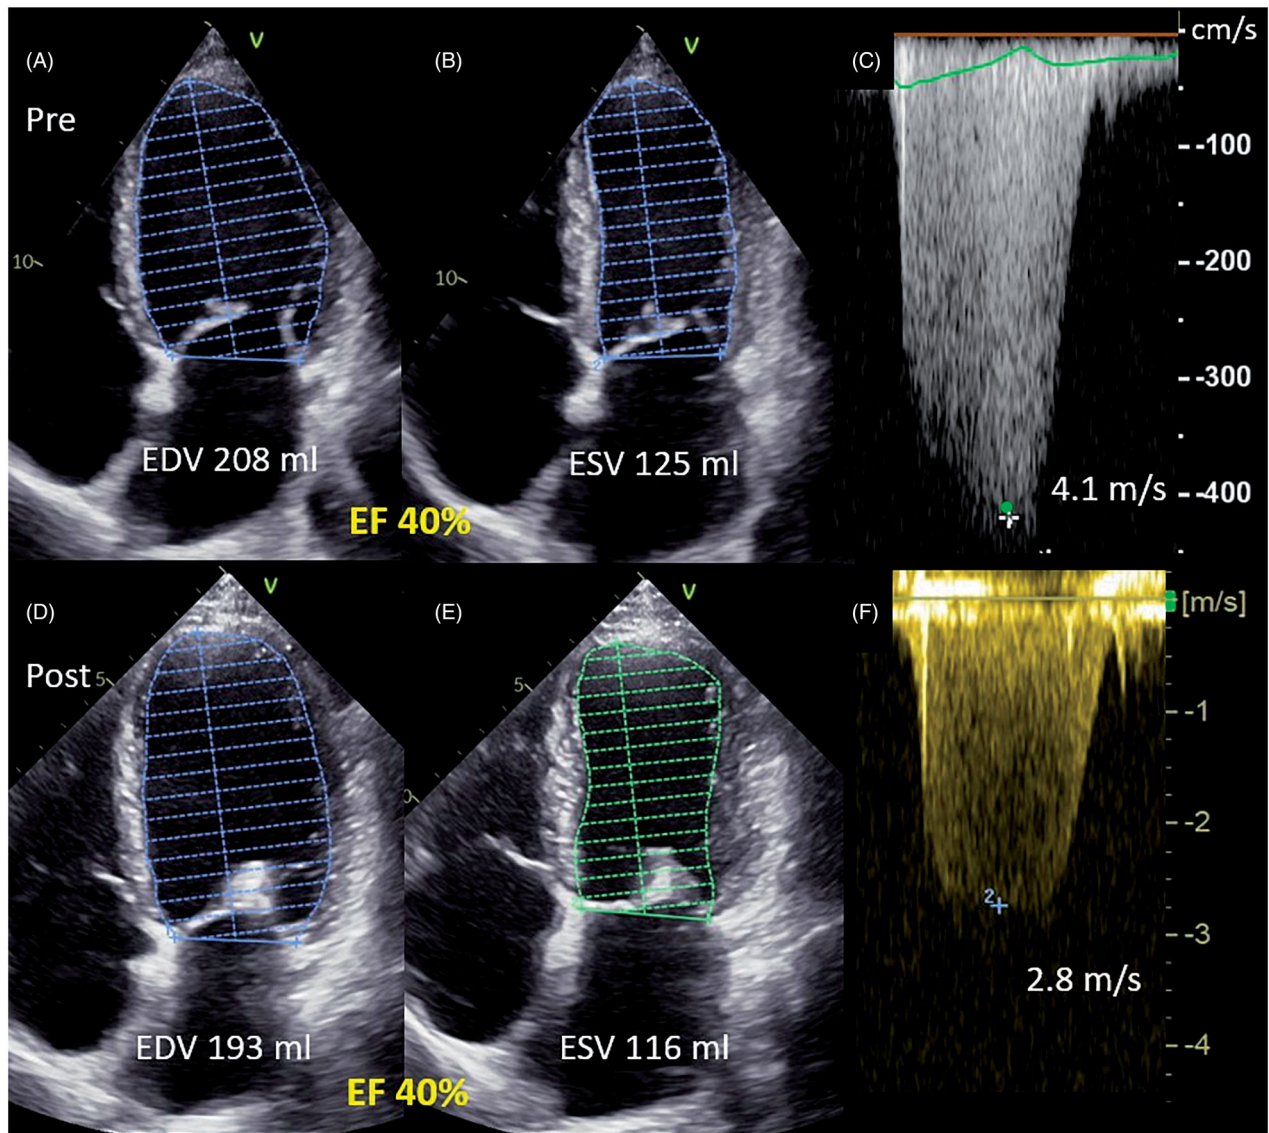 (A)
V
(B)
V
(C)
cm/s
Pre
-100
10
10
-200
-300
EDV 208 ml
ESV 125 ml
4.1 m/s
-400
EF 40%
(D)
V
(E)
V
(F)
[m/s]
Post
5
5
-1
-2
2
-3
2.8 m/s
EDV 193 ml
ESV 116 ml
-4
EF 40%